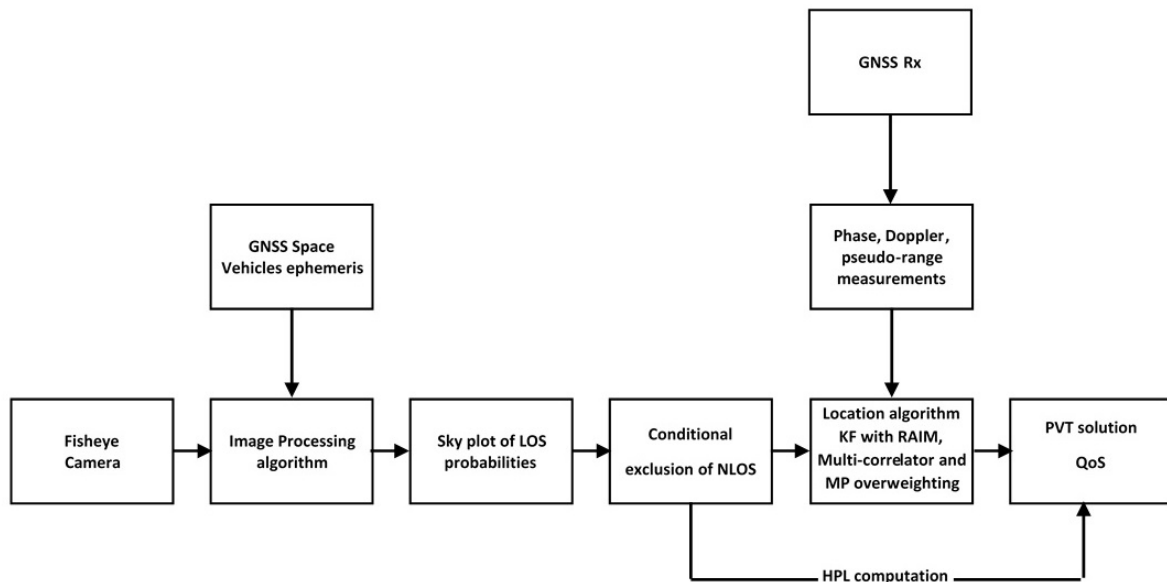 GNSS Rx
GNSS Space
Vehicles ephemeris
Phase, Doppler,
pseudo-range
measurements
Fisheye
Camera
Image Processing
algorithm
Sky plot of LOS
probabilities
Conditional
exclusion of NLOS
Location algorithm
KF with RAIM,
Multi-correlator and
MP overweighting
PVT solution
QoS
HPL computation